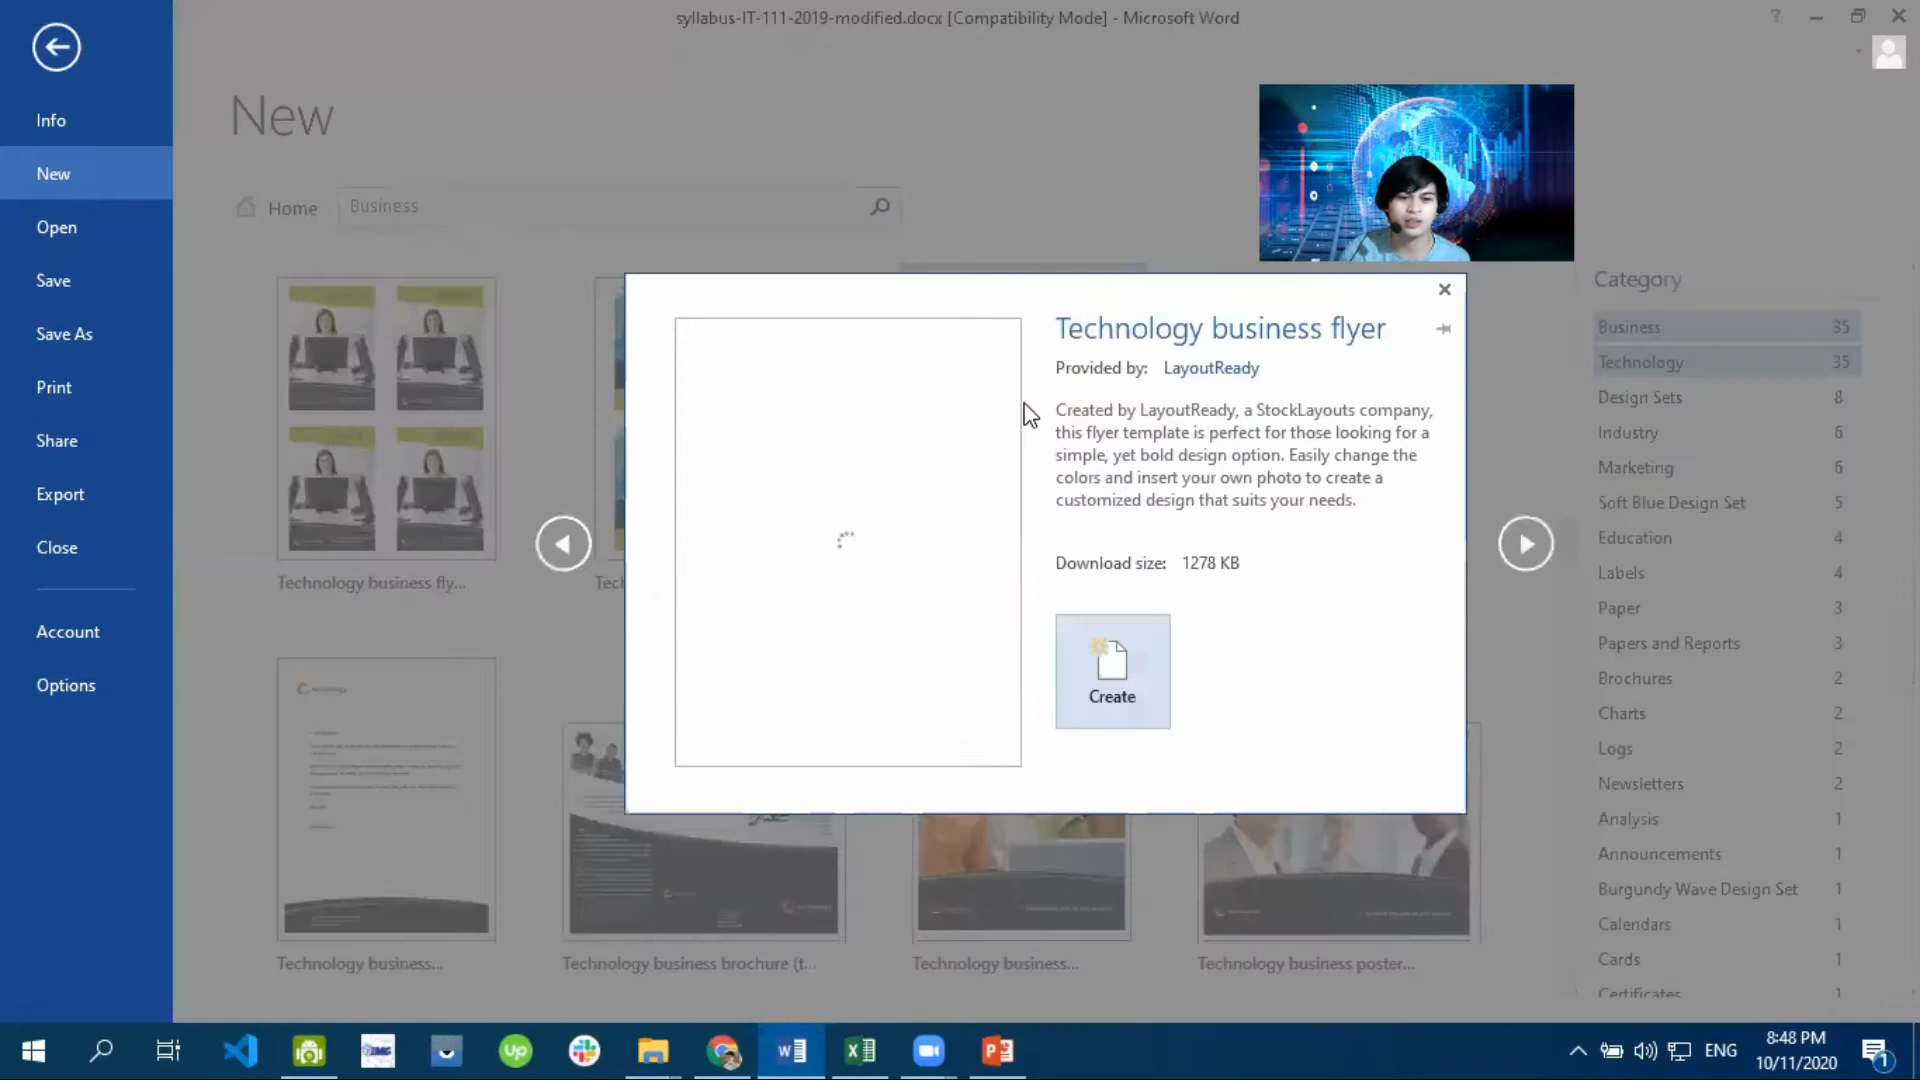 syllabus-IT-111-2019-modified.docx [Compatibility Mode] - Microsoft Word
Info
New
Open
Save
Save As
Print
Share
Export
Close
Account
Options
New
Home
Business
Technology business fly...
Technology business...
Technology business brochure (t...
Technology business...
Technology business poster...
Technology business flyer
Provided by: LayoutReady
Created by LayoutReady, a StockLayouts company,
this flyer template is perfect for those looking for a
simple, yet bold design option. Easily change the
colors and insert your own photo to create a
customized design that suits your needs.
Download size: 1278 KB
Create
Category
Business 35
Technology 35
Design Sets 8
Industry 6
Marketing 6
Soft Blue Design Set 5
Education 4
Labels 4
Paper 3
Papers and Reports 3
Brochures 2
Charts 2
Logs 2
Newsletters 2
Analysis 1
Announcements 1
Burgundy Wave Design Set 1
Calendars 1
Cards 1
Certificates 1
ENG
8:48 PM
10/11/2020
1